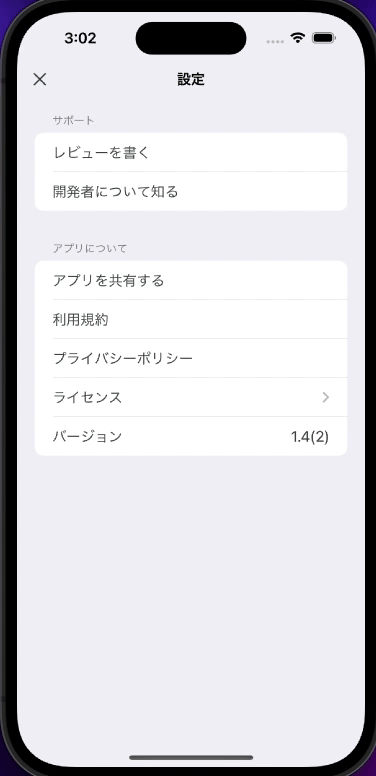 3:02
設定
サポート
レビューを書く
開発者について知る
アプリについて
アプリを共有する
利用規約
プライバシーポリシー
ライセンス
バージョン 1.4(2)